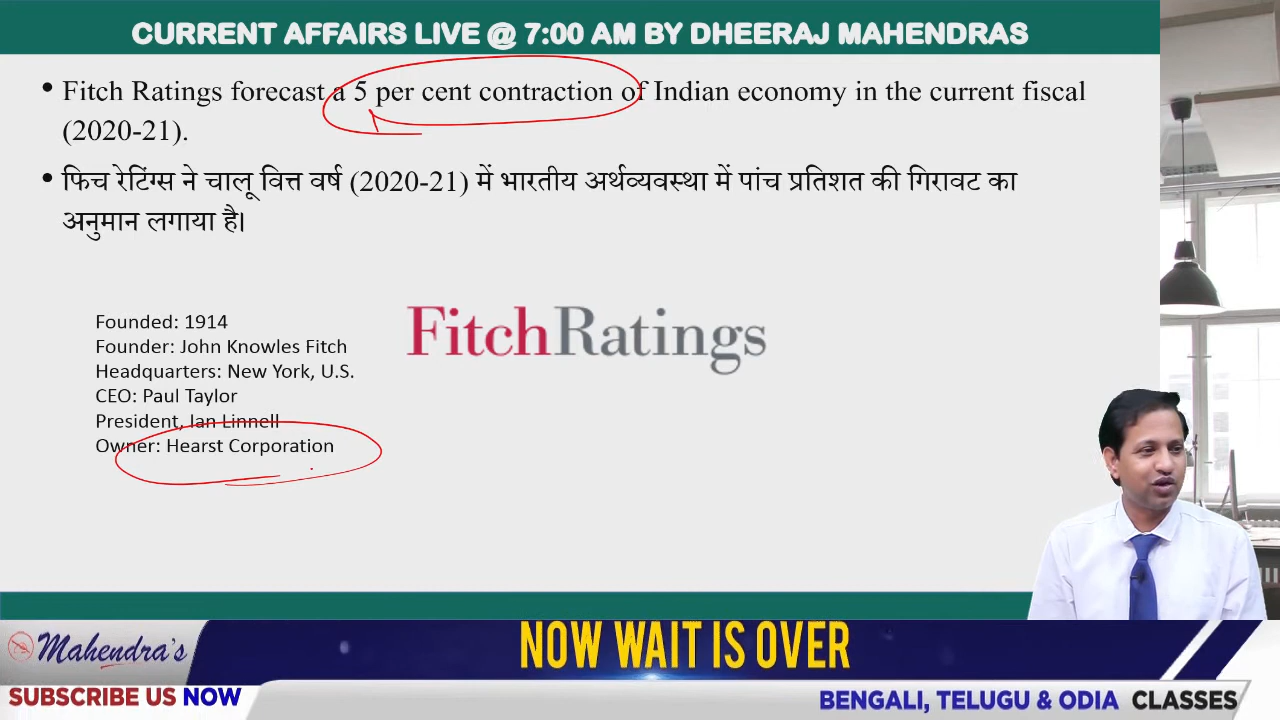 CURRENT AFFAIRS LIVE @ 7:00 AM BY DHEERAJ MAHENDRAS
• Fitch Ratings forecast a 5 per cent contraction of Indian economy in the current fiscal
(2020-21).
• फिच रेटिंग्स ने चालू वित्त वर्ष (2020-21) में भारतीय अर्थव्यवस्था में पांच प्रतिशत की गिरावट का
अनुमान लगाया है।
FitchRatings
Founded: 1914
Founder: John Knowles Fitch
Headquarters: New York, U.S.
CEO: Paul Taylor
President, Ian Linnell
Owner: Hearst Corporation
Mahendra's
NOW WAIT IS OVER
SUBSCRIBE US NOW
BENGALI, TELUGU & ODIA CLASSES